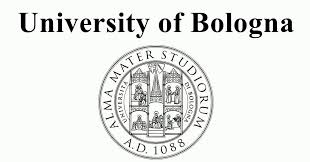 University of Bologna
ALMA MATER STUDIORUM
A.D. 1088
UNIVERSITÀ
DI BOLOGNA